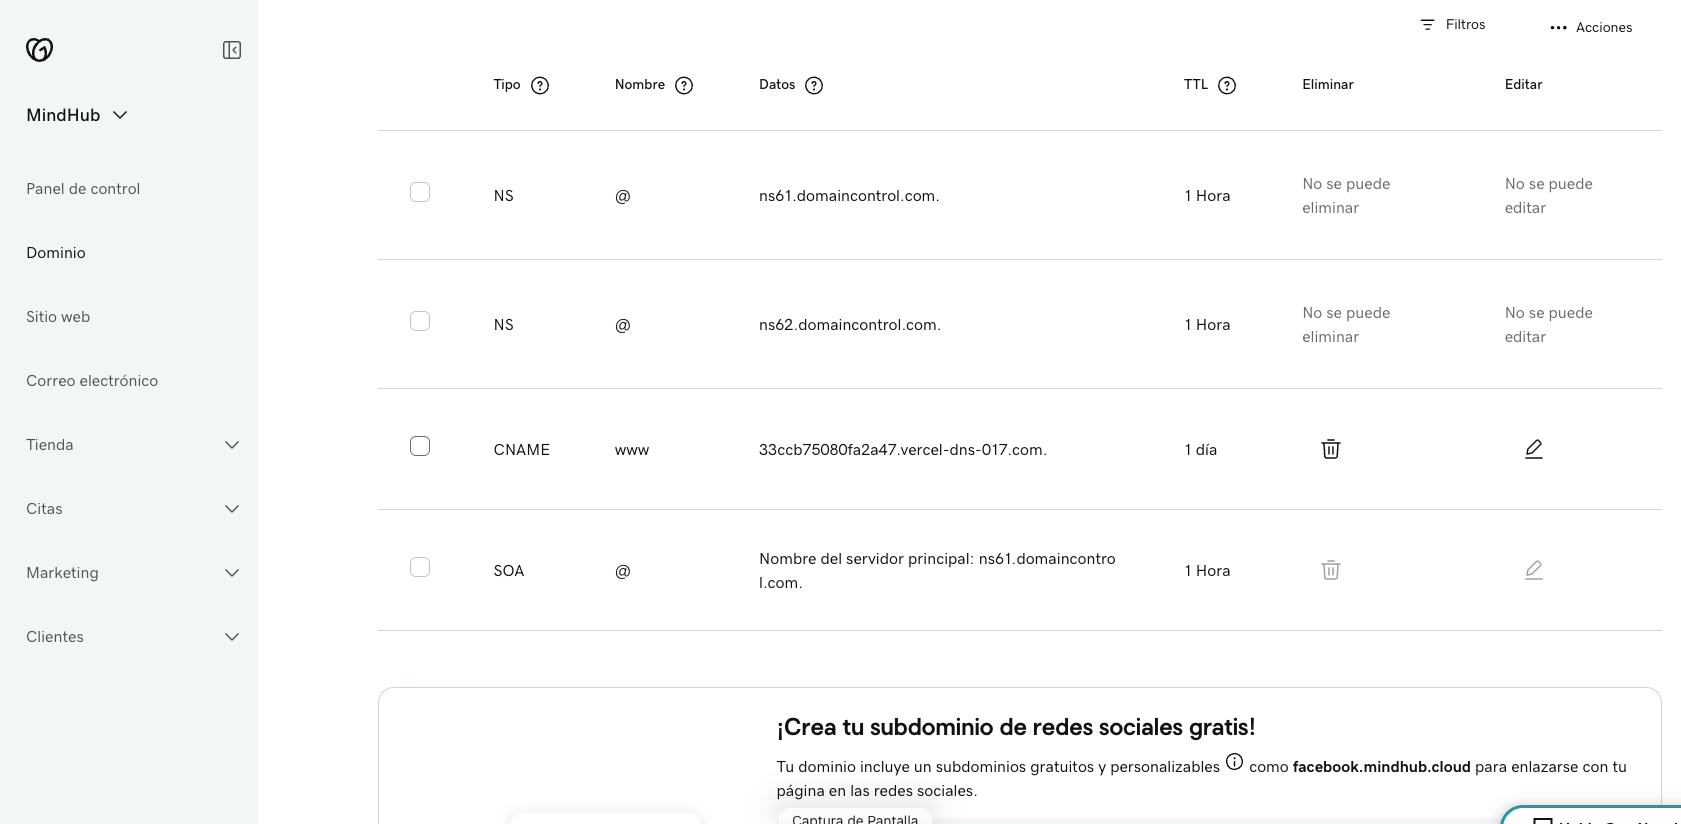 Filtros
Acciones
Tipo Nombre Datos TTL Eliminar Editar
MindHub
Panel de control
Dominio
Sitio web
Correo electrónico
Tienda
Citas
Marketing
Clientes
NS @ ns61.domaincontrol.com. 1 Hora No se puede eliminar No se puede editar
NS @ ns62.domaincontrol.com. 1 Hora No se puede eliminar No se puede editar
CNAME www 33ccb75080fa2a47.vercel-dns-017.com. 1 día
SOA @ Nombre del servidor principal: ns61.domaincontro
l.com. 1 Hora
¡Crea tu subdominio de redes sociales gratis!
Tu dominio incluye un subdominios gratuitos y personalizables como facebook.mindhub.cloud para enlazarse con tu
página en las redes sociales.
Captura de Pantalla